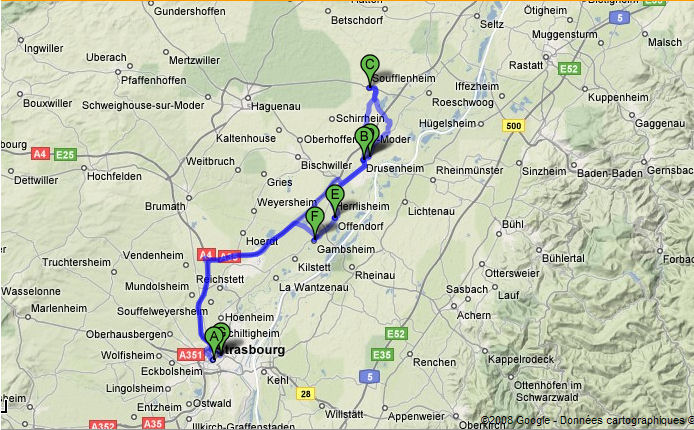 Gundershoffen
Betschdorf
Seltz
Ötigheim
Muggensturm
5
Malsch
Ingwiller
Mertzwiller
Uberach
Pfaffenhoffen
Rastatt
E52
C
Soufflenheim
Iffezheim
Kuppenheim
Bouxwiller
Schweighouse-sur-Moder
Haguenau
Roeschwoog
Schirrhein
Hügelsheim
500
Gaggenau
Kaltenhouse
Oberhoffen
-Moder
B
A4
E25
Weitbruch
Bischwiller
Drusenheim
Rheinmünster
Sinzheim
Baden-Baden
Gernsbach
Dettwiller
Hochfelden
Gries
E
Brumath
Weyersheim
Herrlisheim
Lichtenau
F
Offendorf
Bühl
Truchtersheim
Hoerdt
Gambsheim
Vendenheim
A4
Bühlertal
Forbac
Kilstett
Rheinau
Ottersweier
Wasselonne
Mundolsheim
Reichstett
La Wantzenau
Sasbach
Lauf
Marlenheim
Souffelweyersheim
Achern
Hoenheim
Oberhausbergen
Schiltigheim
E52
A
Strasbourg
Wolfisheim
A351
E35
Renchen
Kappelrodeck
Eckbolsheim
Kehl
5
Lingolsheim
28
Ottenhöfen im
Schwarzwald
Entzheim
Ostwald
Willstätt
Appenweier
A352
A35
Illkirch-Graffenstaden
Oberkirch
©2008 Google - Données cartographiques ©